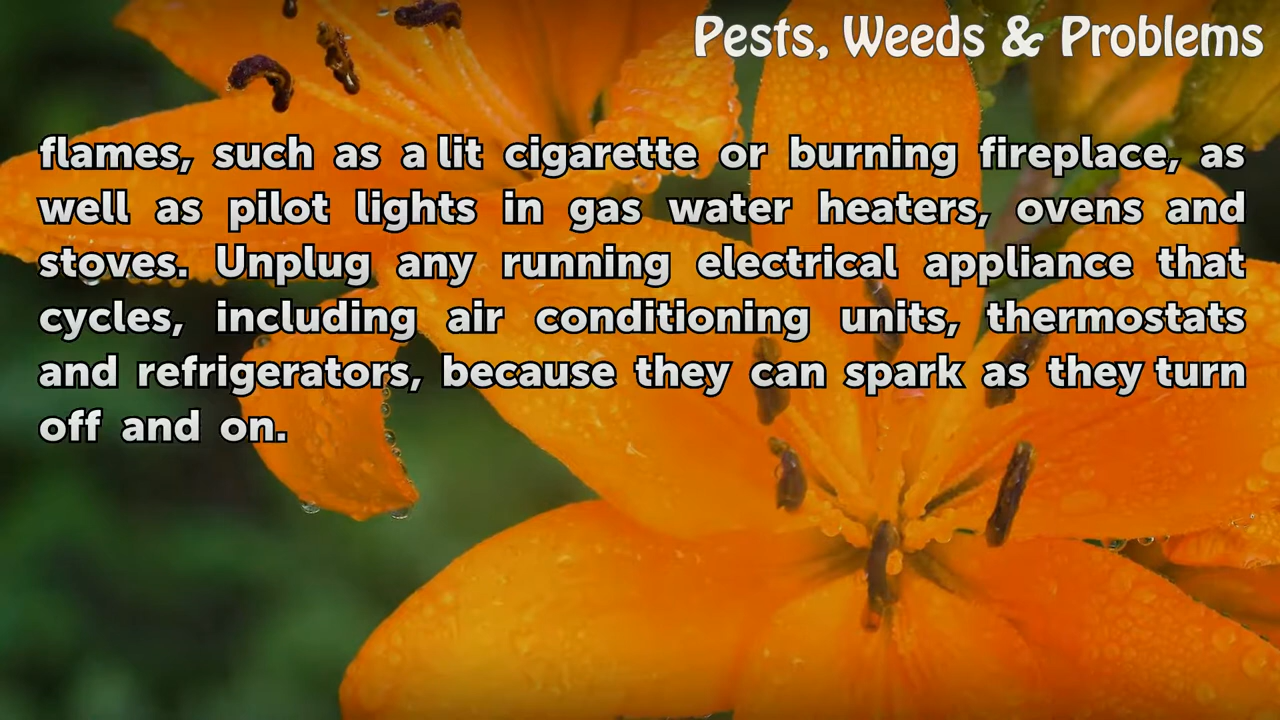 Pests, Weeds & Problems
flames, such as a lit cigarette or burning fireplace, as
well as pilot lights in gas water heaters, ovens and
stoves. Unplug any running electrical appliance that
cycles, including air conditioning units, thermostats
and refrigerators, because they can spark as they turn
off and on.